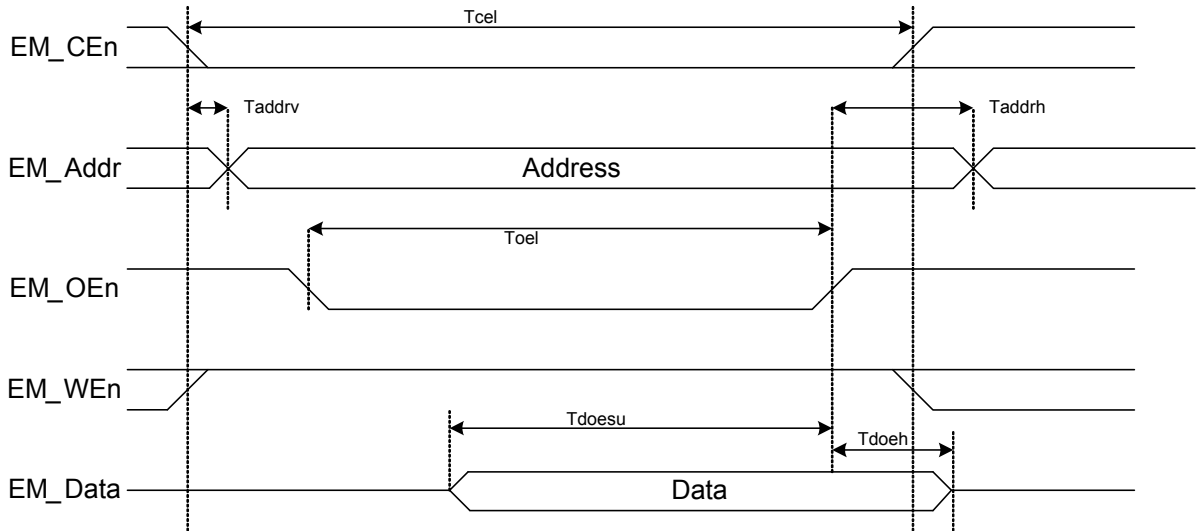 Tcel
EM_CEn
Taddrv
Taddrh
EM_Addr
Address
Toel
EM_OEn
EM_WEn
Tdoesu
Tdoeh
EM_Data
Data